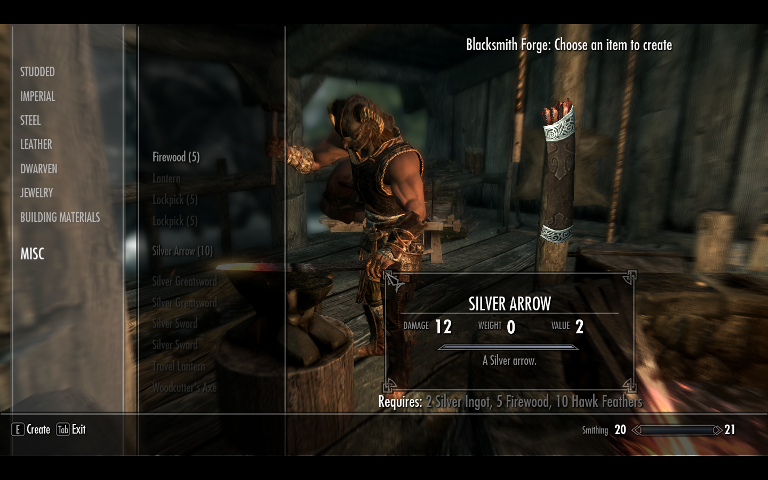 Blacksmith Forge: Choose an item to create
STUDDED
IMPERIAL
STEEL
LEATHER
DWARVEN
JEWELRY
BUILDING MATERIALS
MISC
Firewood (5)
Lantern
Lockpick (5)
Lockpick (5)
Silver Arrow (10)
Silver Greatsword
Silver Greatsword
Silver Sword
Silver Sword
Travel Lantern
Woodcutter's Axe
SILVER ARROW
DAMAGE 12 WEIGHT 0 VALUE 2
A Silver arrow.
Requires: 2 Silver Ingot, 5 Firewood, 10 Hawk Feathers
E Create Tab Exit
Smithing 20 21